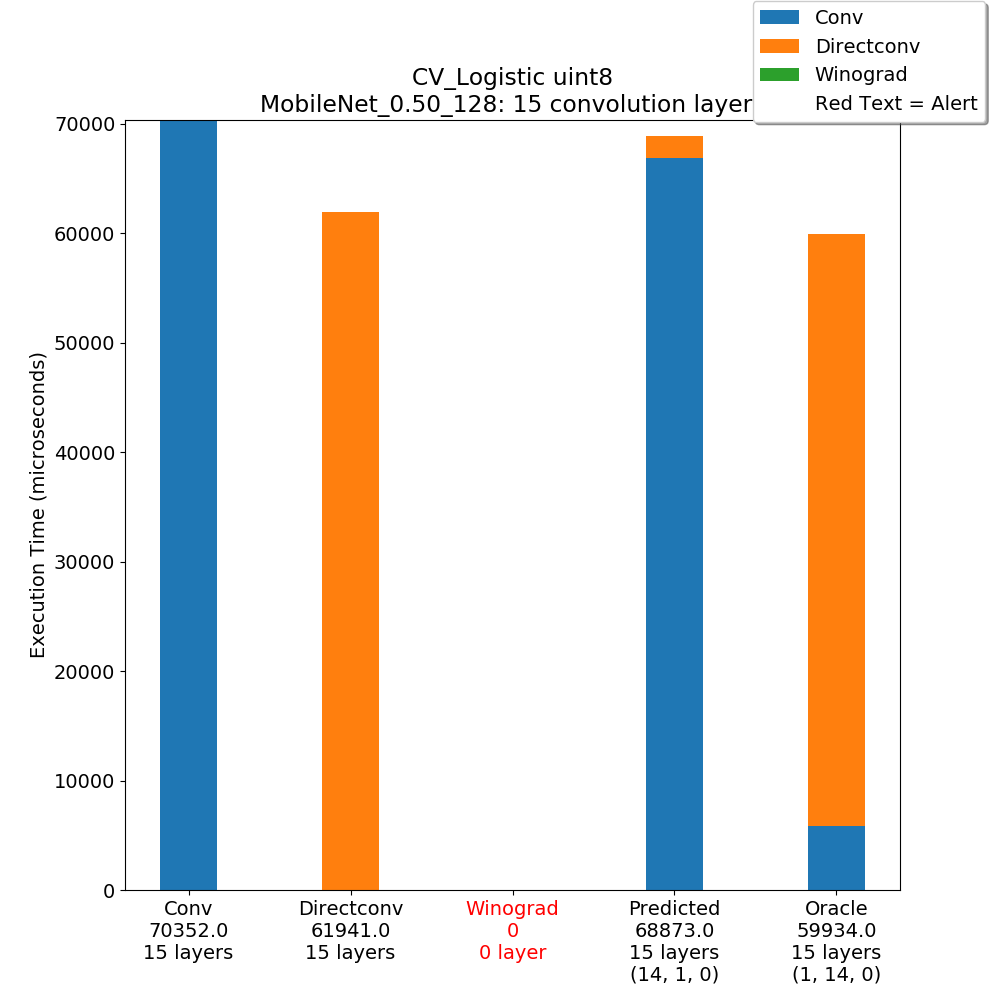 Conv
Directconv
Winograd
Red Text = Alert
CV_Logistic uint8
MobileNet_0.50_128: 15 convolution layer
Execution Time (microseconds)
70000
60000
50000
40000
30000
20000
10000
0
Conv
70352.0
15 layers
Directconv
61941.0
15 layers
Winograd
0
0 layer
Predicted
68873.0
15 layers
(14, 1, 0)
Oracle
59934.0
15 layers
(1, 14, 0)